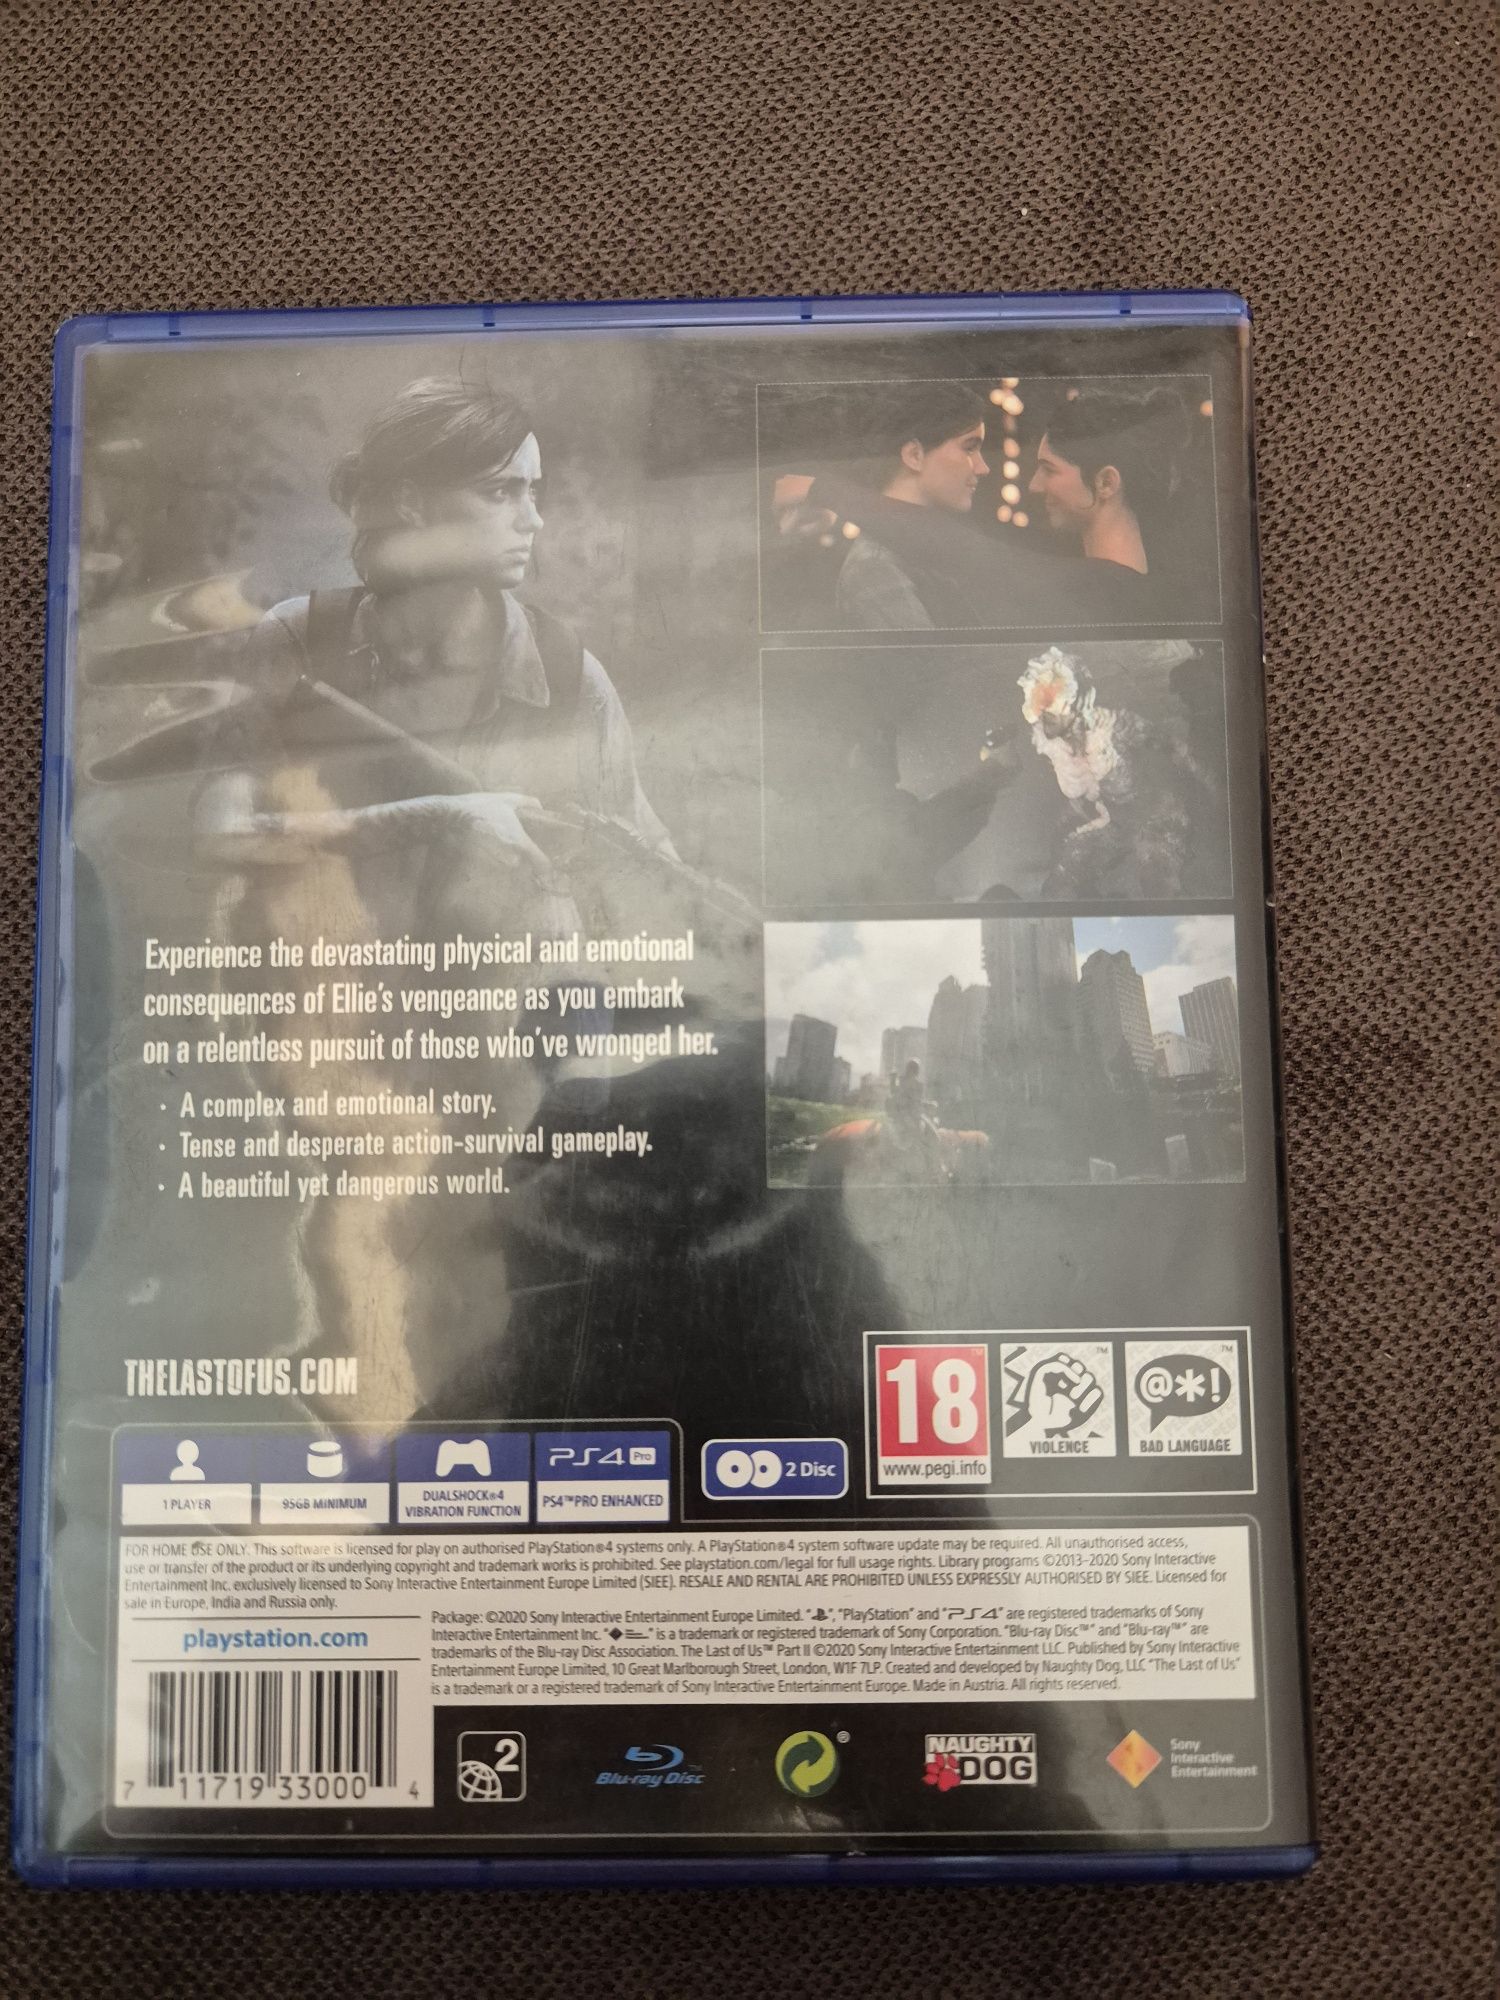 Experience the devastating physical and emotional
consequences of Ellie's vengeance as you embark
on a relentless pursuit of those who've wronged her.
· A complex and emotional story.
· Tense and desperate action-survival gameplay.
· A beautiful yet dangerous world.
THELASTOFUS.COM
18
www.pegi.info
VIOLENCE
@*!
BAD LANGUAGE
1 PLAYER
95GB MINIMUM
DUALSHOCK®4
VIBRATION FUNCTION
PS4 Pro
PS4™PRO ENHANCED
2 Disc
FOR HOME USE ONLY. This software is licensed for play on authorised PlayStation®4 systems only. A PlayStation®4 system software update may be required. All unauthorised access,
use or transfer of the product or its underlying copyright and trademark works is prohibited. See playstation.com/legal for full usage rights. Library programs ©2013-2020 Sony Interactive
Entertainment Inc. exclusively licensed to Sony Interactive Entertainment Europe Limited (SIEE). RESALE AND RENTAL ARE PROHIBITED UNLESS EXPRESSLY AUTHORISED BY SIEE. Licensed for
sale in Europe, India and Russia only.
playstation.com
Package: ©2020 Sony Interactive Entertainment Europe Limited. "", "PlayStation" and "PS4" are registered trademarks of Sony
Interactive Entertainment Inc. "" is a trademark or registered trademark of Sony Corporation. "Blu-ray Disc™" and "Blu-ray™" are
trademarks of the Blu-ray Disc Association. The Last of Us™ Part II ©2020 Sony Interactive Entertainment LLC. Published by Sony Interactive
Entertainment Europe Limited, 10 Great Marlborough Street, London, W1F 7LP. Created and developed by Naughty Dog, LLC "The Last of Us"
is a trademark or a registered trademark of Sony Interactive Entertainment Europe. Made in Austria. All rights reserved.
7 11719 33000 4
2
Blu-ray Disc™
®
NAUGHTY
DOG
Sony
Interactive
Entertainment